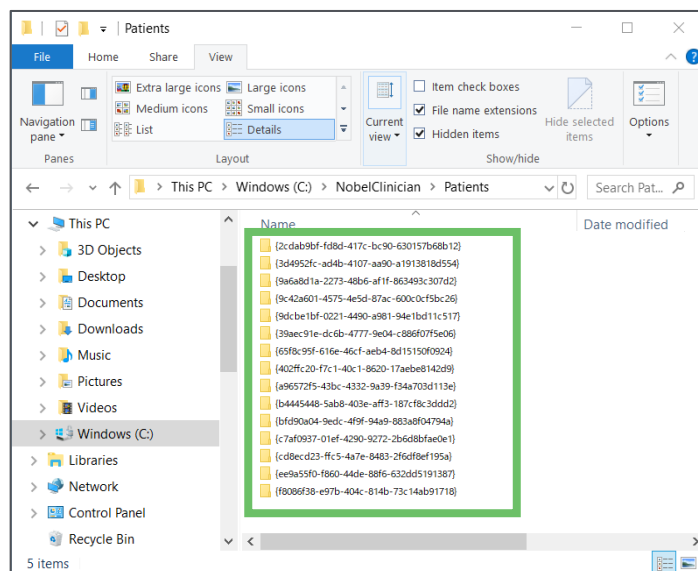 Patients
File Home Share View
Extra large icons Large icons
Medium icons Small icons
List Details
Navigation pane
Current view
Item check boxes
File name extensions
Hidden items
Hide selected items
Options
Panes Layout Show/hide
This PC > Windows (C:) > NobelClinician > Patients
Search Pat...
This PC
3D Objects
Desktop
Documents
Downloads
Music
Pictures
Videos
Windows (C:)
Libraries
Network
Control Panel
Recycle Bin
Name Date modified
{2cdab9bf-fd8d-417c-bc90-630157b68b12}
{3d4952fc-ad4b-4107-aa90-a1913818d554}
{9a6a8d1a-2273-48b6-af1f-863493c307d2}
{9c42a601-4575-4e5d-87ac-600c0cf5bc26}
{9dcbe1bf-0221-4490-a981-94e1bd11c517}
{39aec91e-dc6b-4777-9e04-c886f07f5e06}
{65f8c95f-616e-46cf-aeb4-8d15150f0924}
{402ffc20-f7c1-40c1-8620-17aebe8142d9}
{a96572f5-43bc-4332-9a39-f34a703d113e}
{b4445448-5ab8-403e-aff3-187cf8c3ddd2}
{bfd90a04-9edc-4f9f-94a9-883a8f04794a}
{c7af0937-01ef-4290-9272-2b6d8bfae0e1}
{cd8ecd23-ffc5-4a7e-8483-2f6df8ef195a}
{ee9a55f0-f860-44de-88f6-632dd5191387}
{f8086f38-e97b-404c-814b-73c14ab91718}
5 items